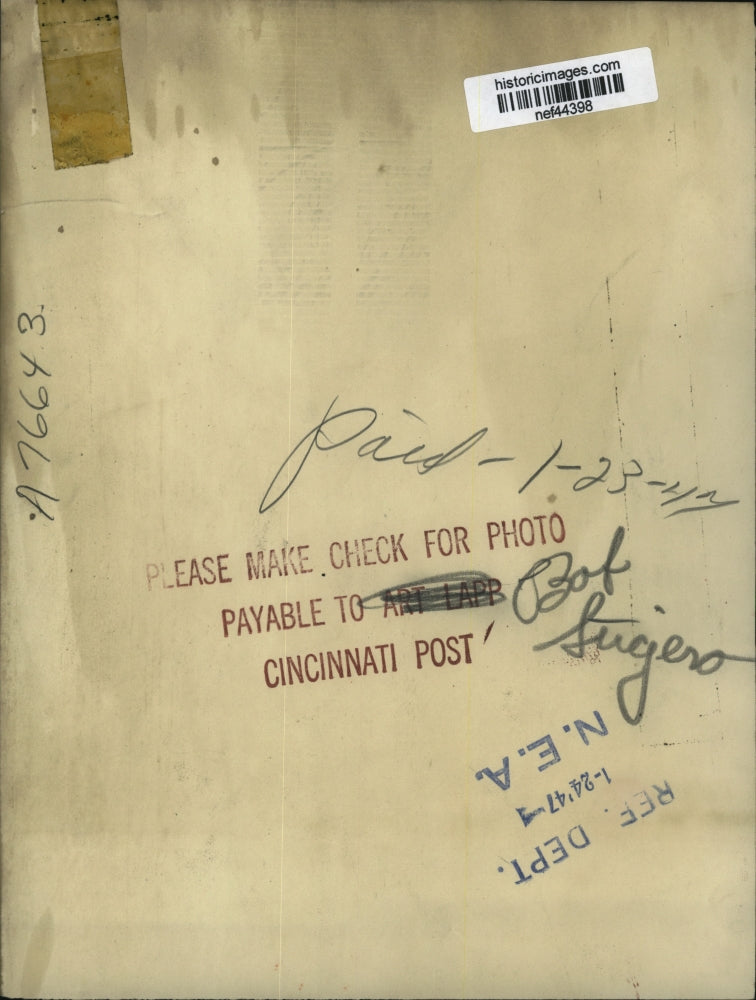 historicimages.com
nef44398
A 7664 3.
Paid - 1-23-47
PLEASE MAKE CHECK FOR PHOTO
PAYABLE TO ART LAPP Bob
CINCINNATI POST
N.E.A.
1-24'47
REF. DEPT.